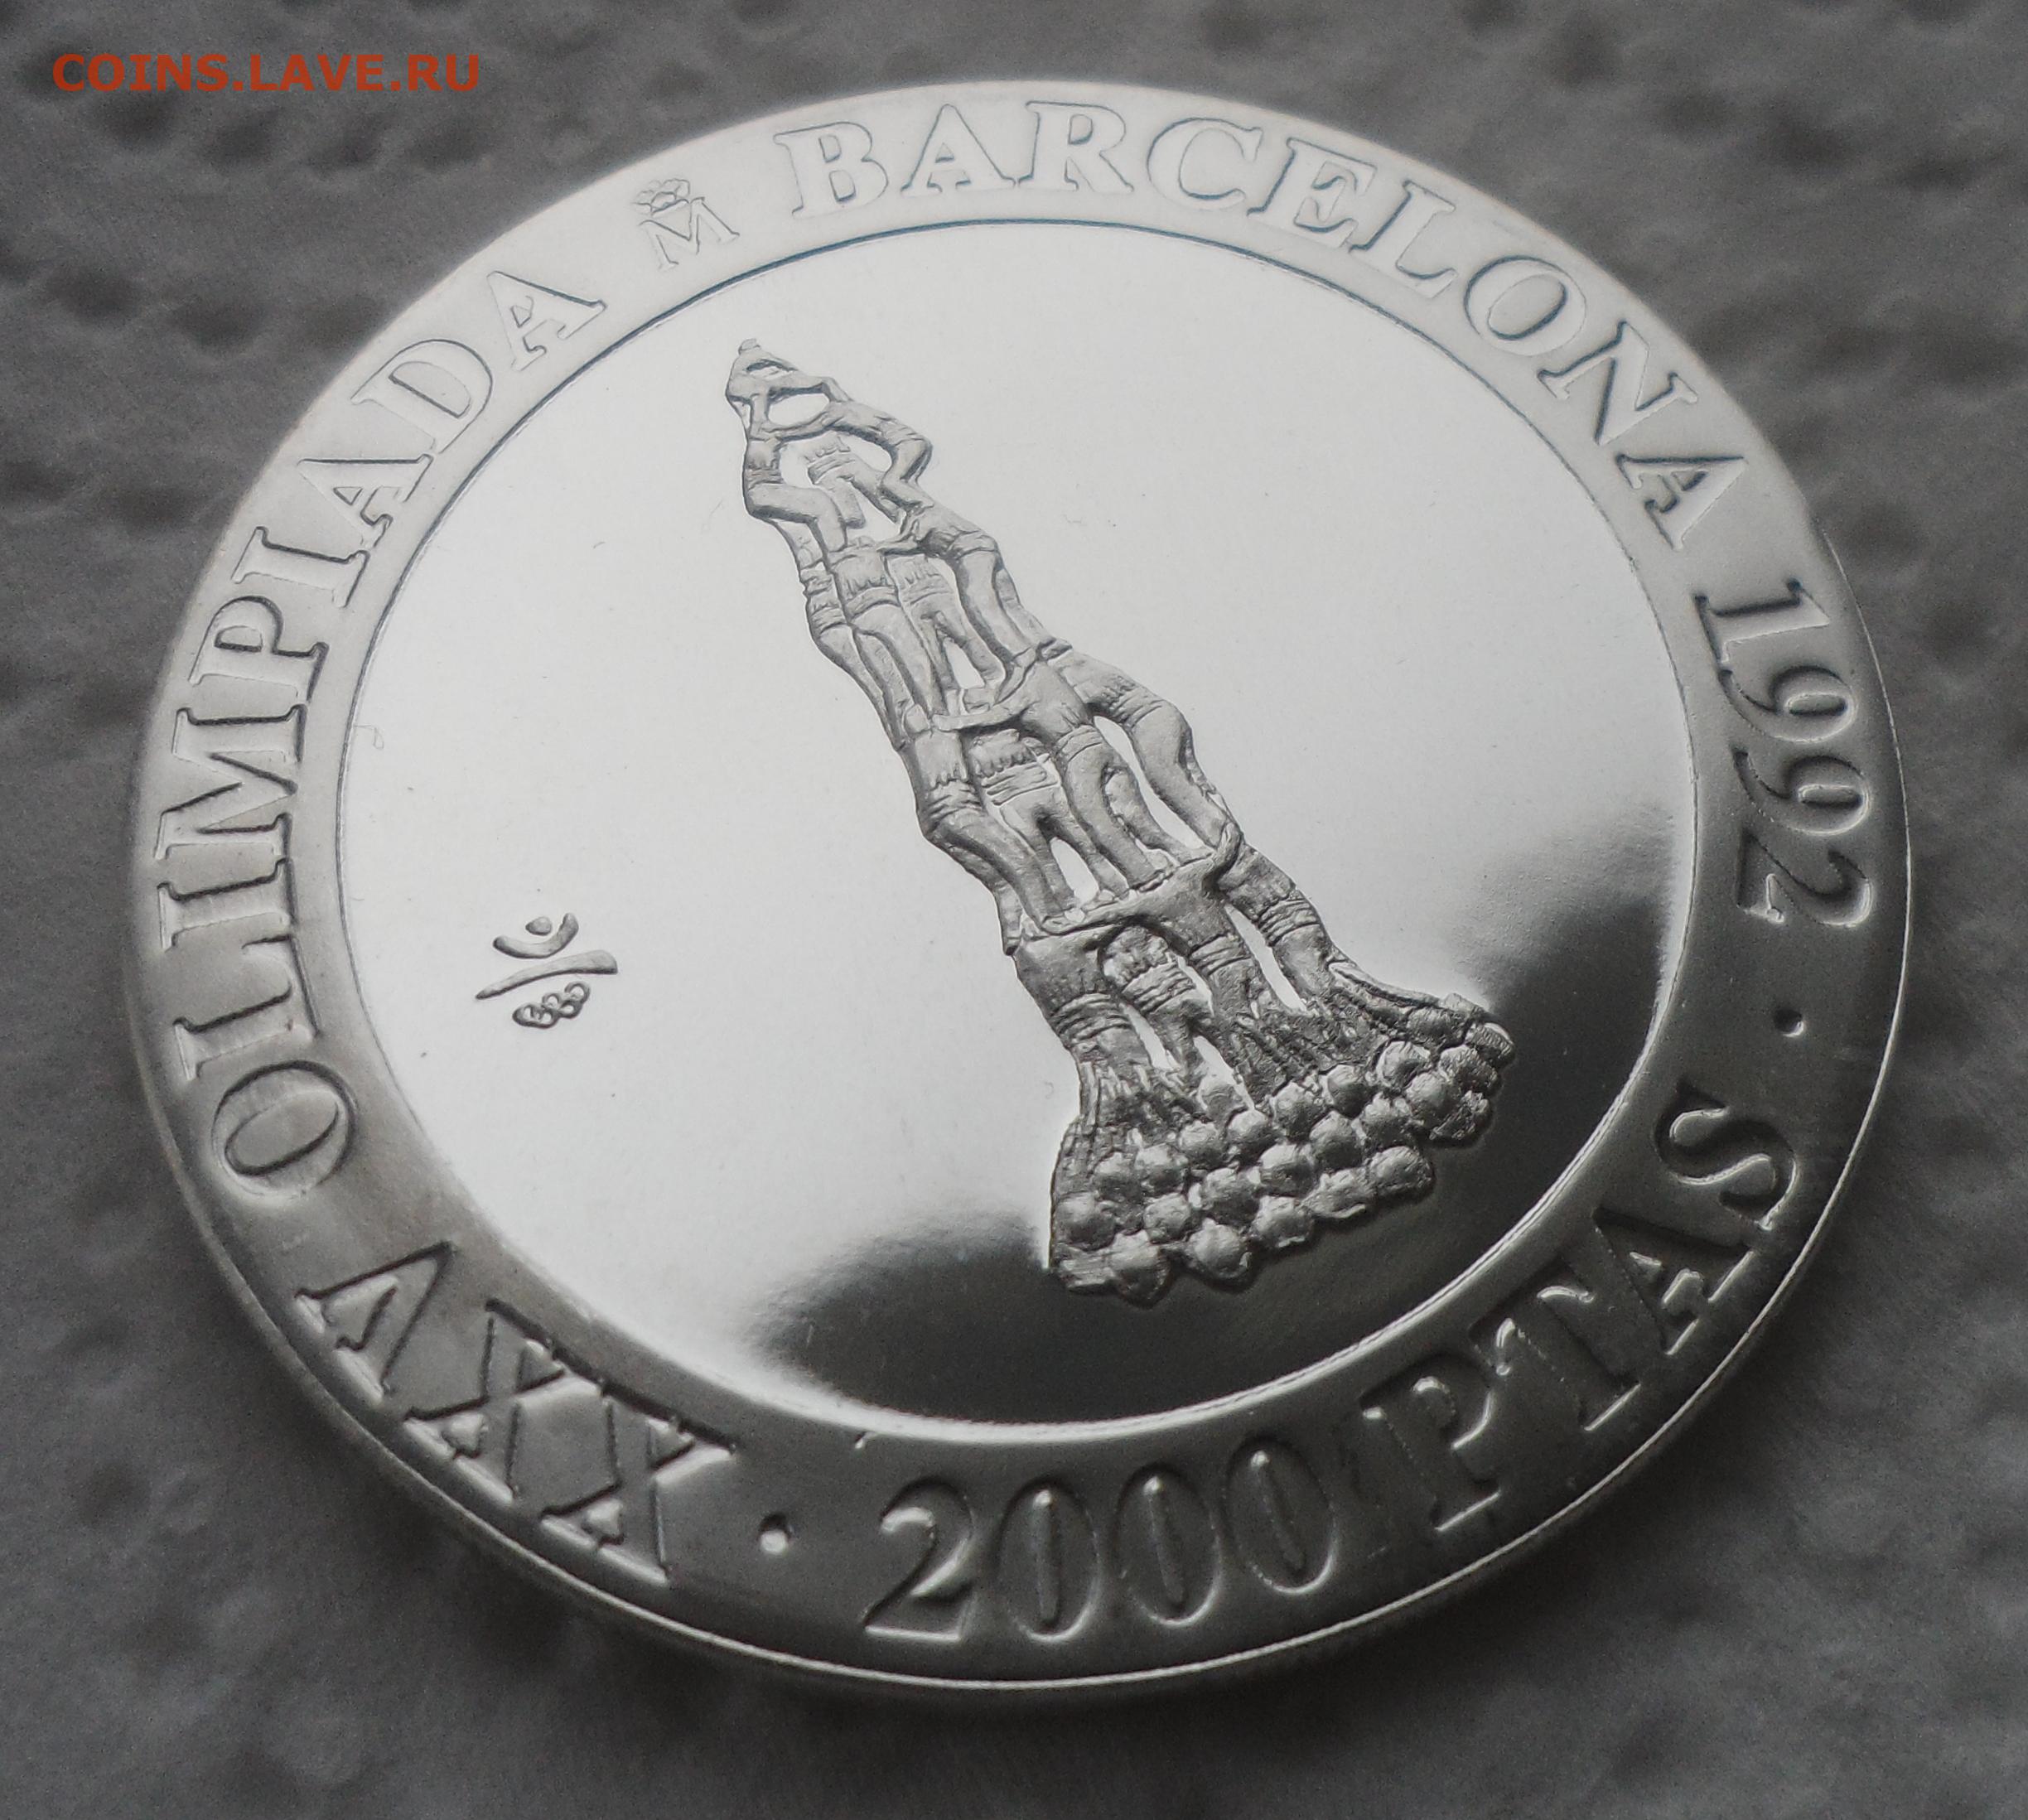 COINS.LAVE.RU
XXV OLIMPIADA M BARCELONA 1992 · 2000 PTAS ·